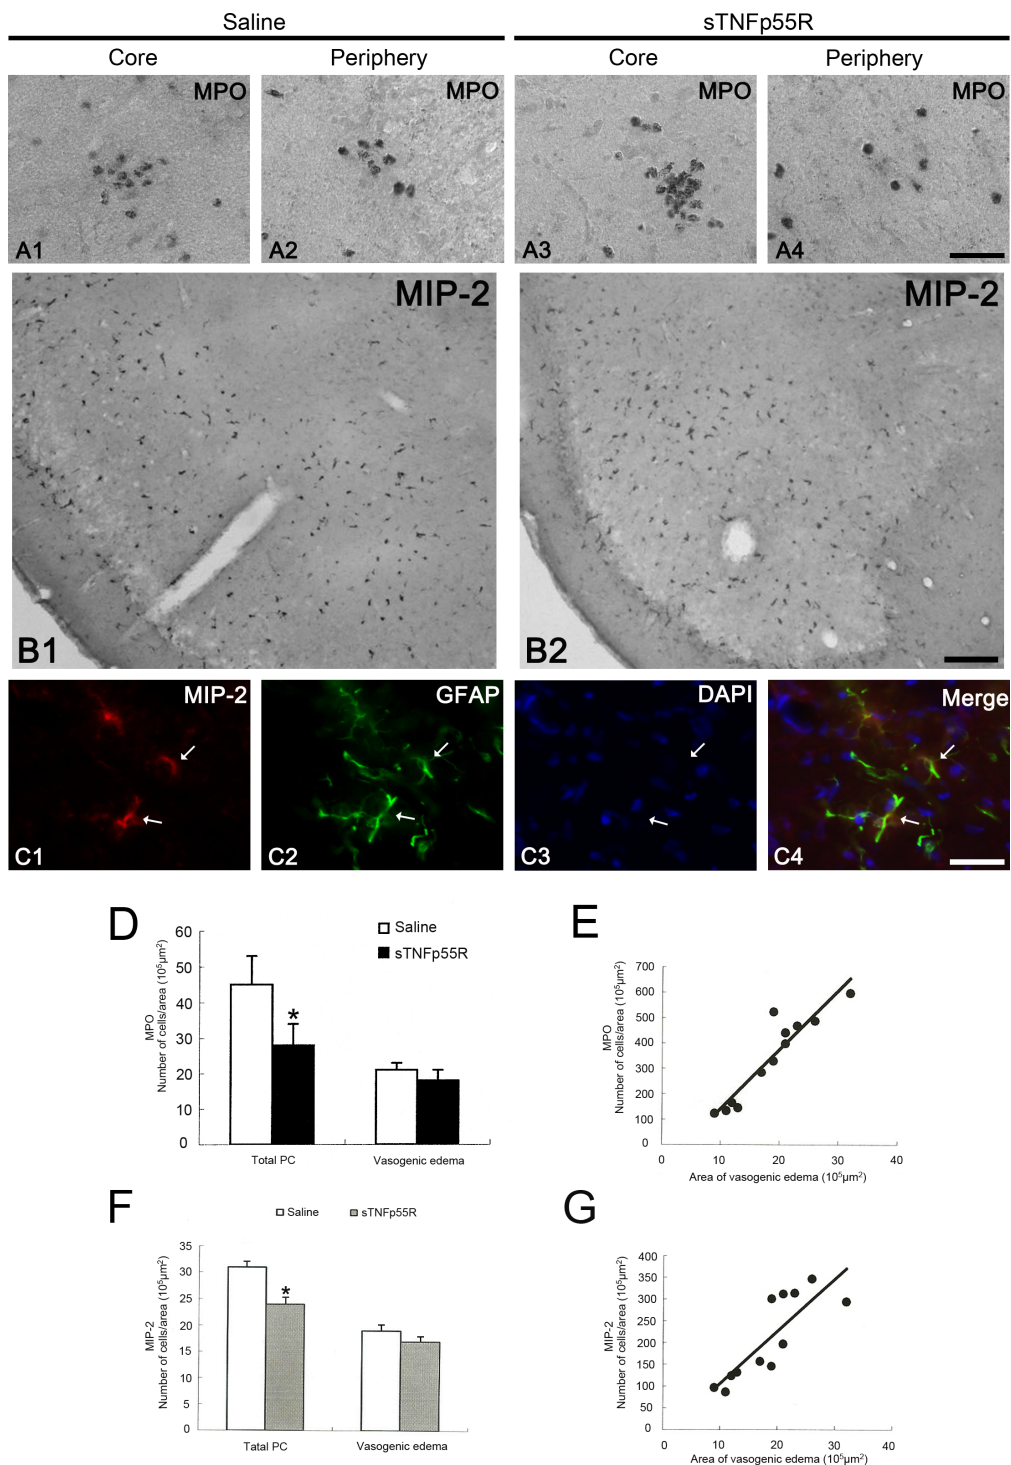 Saline
sTNFp55R
Core
Periphery
Core
Periphery
MPO
MPO
MPO
MPO
A1
A2
A3
A4
MIP-2
MIP-2
B1
B2
MIP-2
GFAP
DAPI
Merge
C1
C2
C3
C4
D
Saline
sTNFp55R
MPO
Number of cells/area (10⁵µm²)
60
50
40
30
20
10
0
*
Total PC
Vasogenic edema
E
MPO
Number of cells/area (10⁵µm²)
700
600
500
400
300
200
100
0
0
10
20
30
40
Area of vasogenic edema (10⁵µm²)
F
Saline
sTNFp55R
MIP-2
Number of cells/area (10⁵µm²)
35
30
25
20
15
10
5
0
*
Tatal PC
Vasogenic edema
G
MIP-2
Number of cells/area (10⁵µm²)
400
350
300
250
200
150
100
50
0
0
10
20
30
40
Area of vasogenic edema (10⁵µm²)